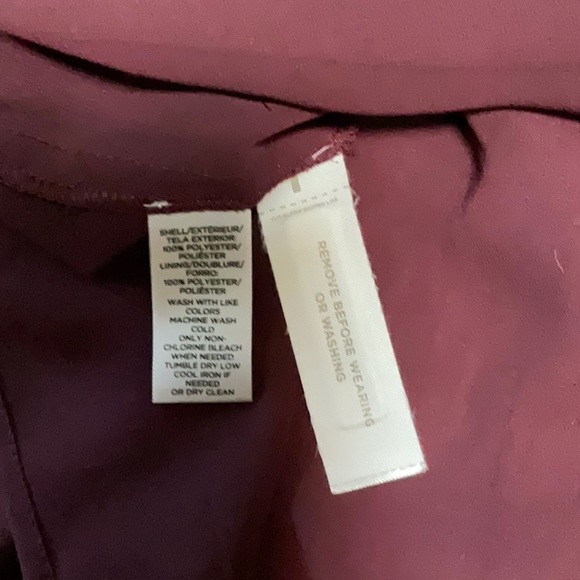 SHELL/EXTÉRIEUR/
TELA EXTERIOR:
100% POLYESTER/
POLIÉSTER
LINING/DOUBLURE/
FORRO:
100% POLYESTER/
POLIÉSTER
WASH WITH LIKE
COLORS
MACHINE WASH
COLD
ONLY NON-
CHLORINE BLEACH
WHEN NEEDED
TUMBLE DRY LOW
COOL IRON IF
NEEDED
OR DRY CLEAN
REMOVE BEFORE WEARING
OR WASHING